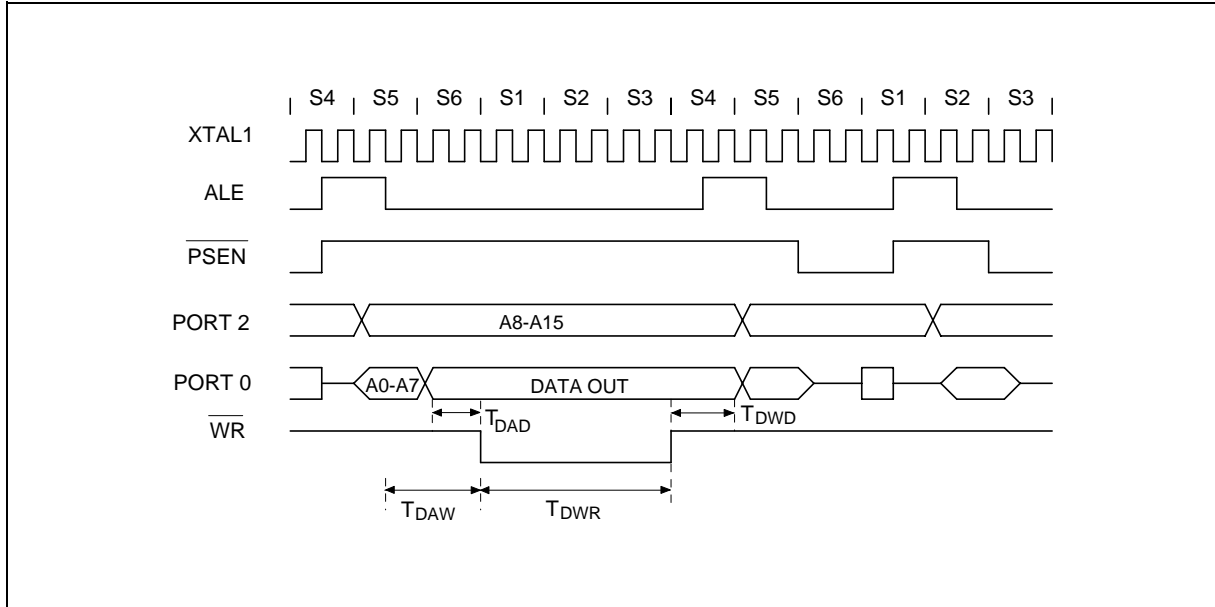 | S4 | S5 | S6 | S1 | S2 | S3 | S4 | S5 | S6 | S1 | S2 | S3 |
XTAL1
ALE
PSEN
PORT 2 A8-A15
PORT 0 A0-A7 DATA OUT
TDAD TDWD
WR
TDAW TDWR